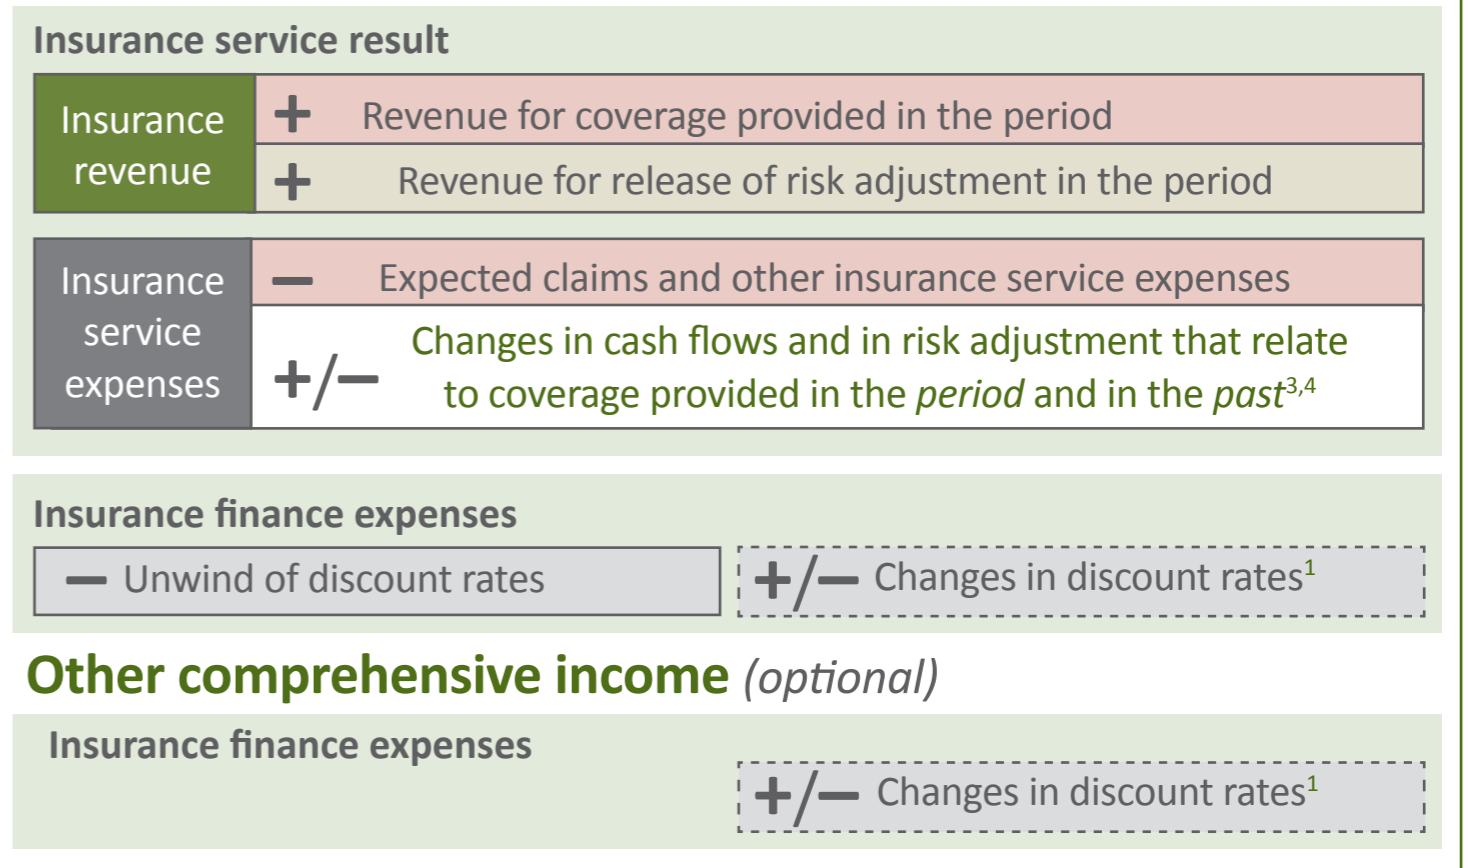 Insurance service result
Insurance
revenue
+ Revenue for coverage provided in the period
+ Revenue for release of risk adjustment in the period
Insurance
service
expenses
− Expected claims and other insurance service expenses
+/− Changes in cash flows and in risk adjustment that relate
to coverage provided in the period and in the past3,4
Insurance finance expenses
− Unwind of discount rates
+/− Changes in discount rates1
Other comprehensive income (optional)
Insurance finance expenses
+/− Changes in discount rates1